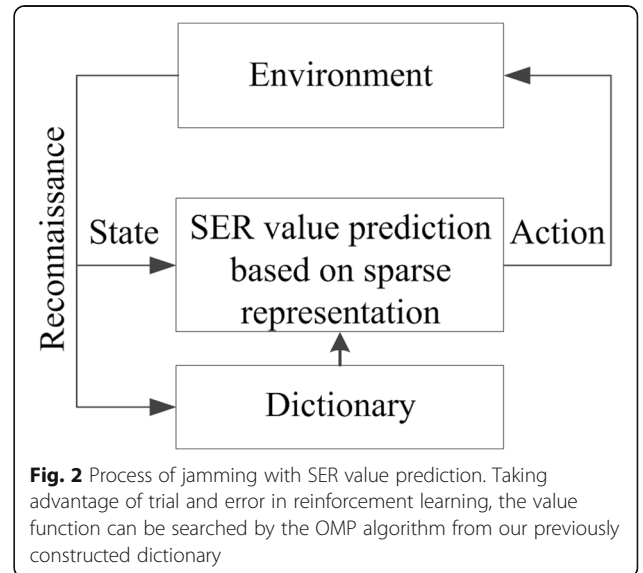 Environment
Reconnaissance
State
SER value prediction
based on sparse
representation
Action
Dictionary
Fig. 2 Process of jamming with SER value prediction. Taking
advantage of trial and error in reinforcement learning, the value
function can be searched by the OMP algorithm from our previously
constructed dictionary